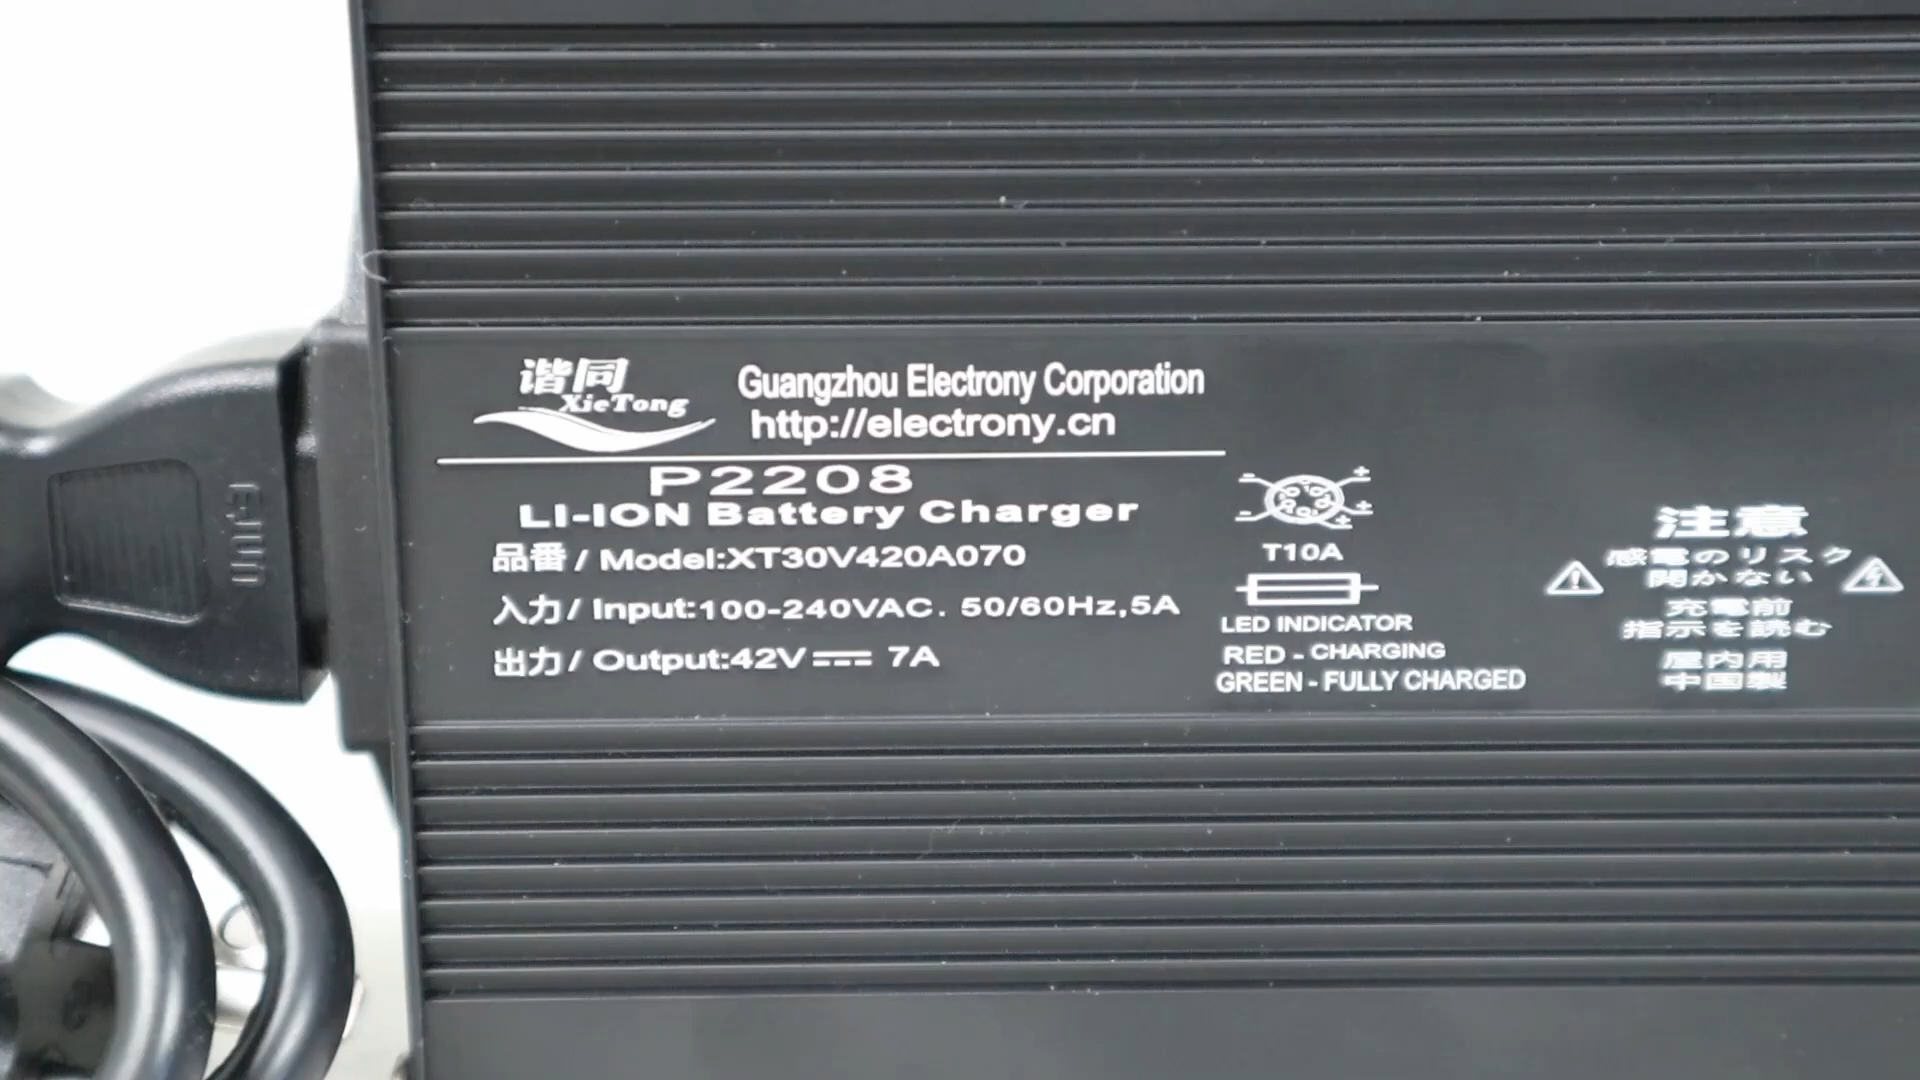 谐同
XieTong
Guangzhou Electrony Corporation
http://electrony.cn
P2208
LI-ION Battery Charger
品番 / Model:XT30V420A070
入力 / Input:100-240VAC. 50/60Hz,5A
出力 / Output:42V 7A
T10A
LED INDICATOR
RED - CHARGING
GREEN - FULLY CHARGED
注意
感電のリスク
開かない
充電前
指示を読む
屋内用
中国製
EJUN